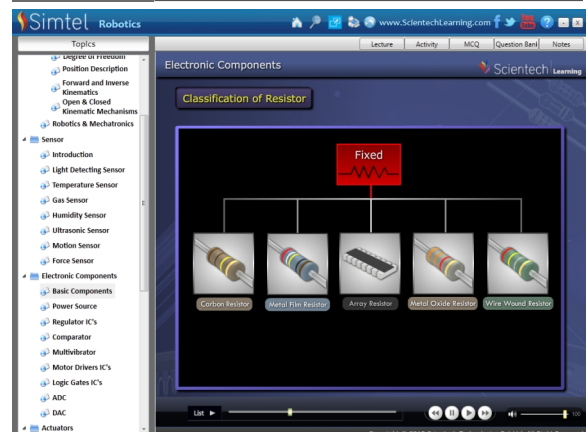 Simtel Robotics
www.ScientechLearning.com
Topics
Lecture
Activity
MCQ
Question Bank
Notes
Degree of Freedom
Position Description
Forward and Inverse
Kinematics
Open & Closed
Kinematic Mechanisms
Robotics & Mechatronics
Sensor
Introduction
Light Detecting Sensor
Temperature Sensor
Gas Sensor
Humidity Sensor
Ultrasonic Sensor
Motion Sensor
Force Sensor
Electronic Components
Basic Components
Power Source
Regulator IC's
Comparator
Multivibrator
Motor Drivers IC's
Logic Gates IC's
ADC
DAC
Actuators
Electronic Components
Scientech Learning
Classification of Resistor
Fixed
Carbon Resistor
Metal Film Resistor
Array Resistor
Metal Oxide Resistor
Wire Wound Resistor
List
100